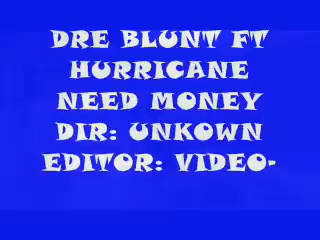 DRE BLUNT FT
HURRICANE
NEED MONEY
DIR: UNKOWN
EDITOR: VIDEO-